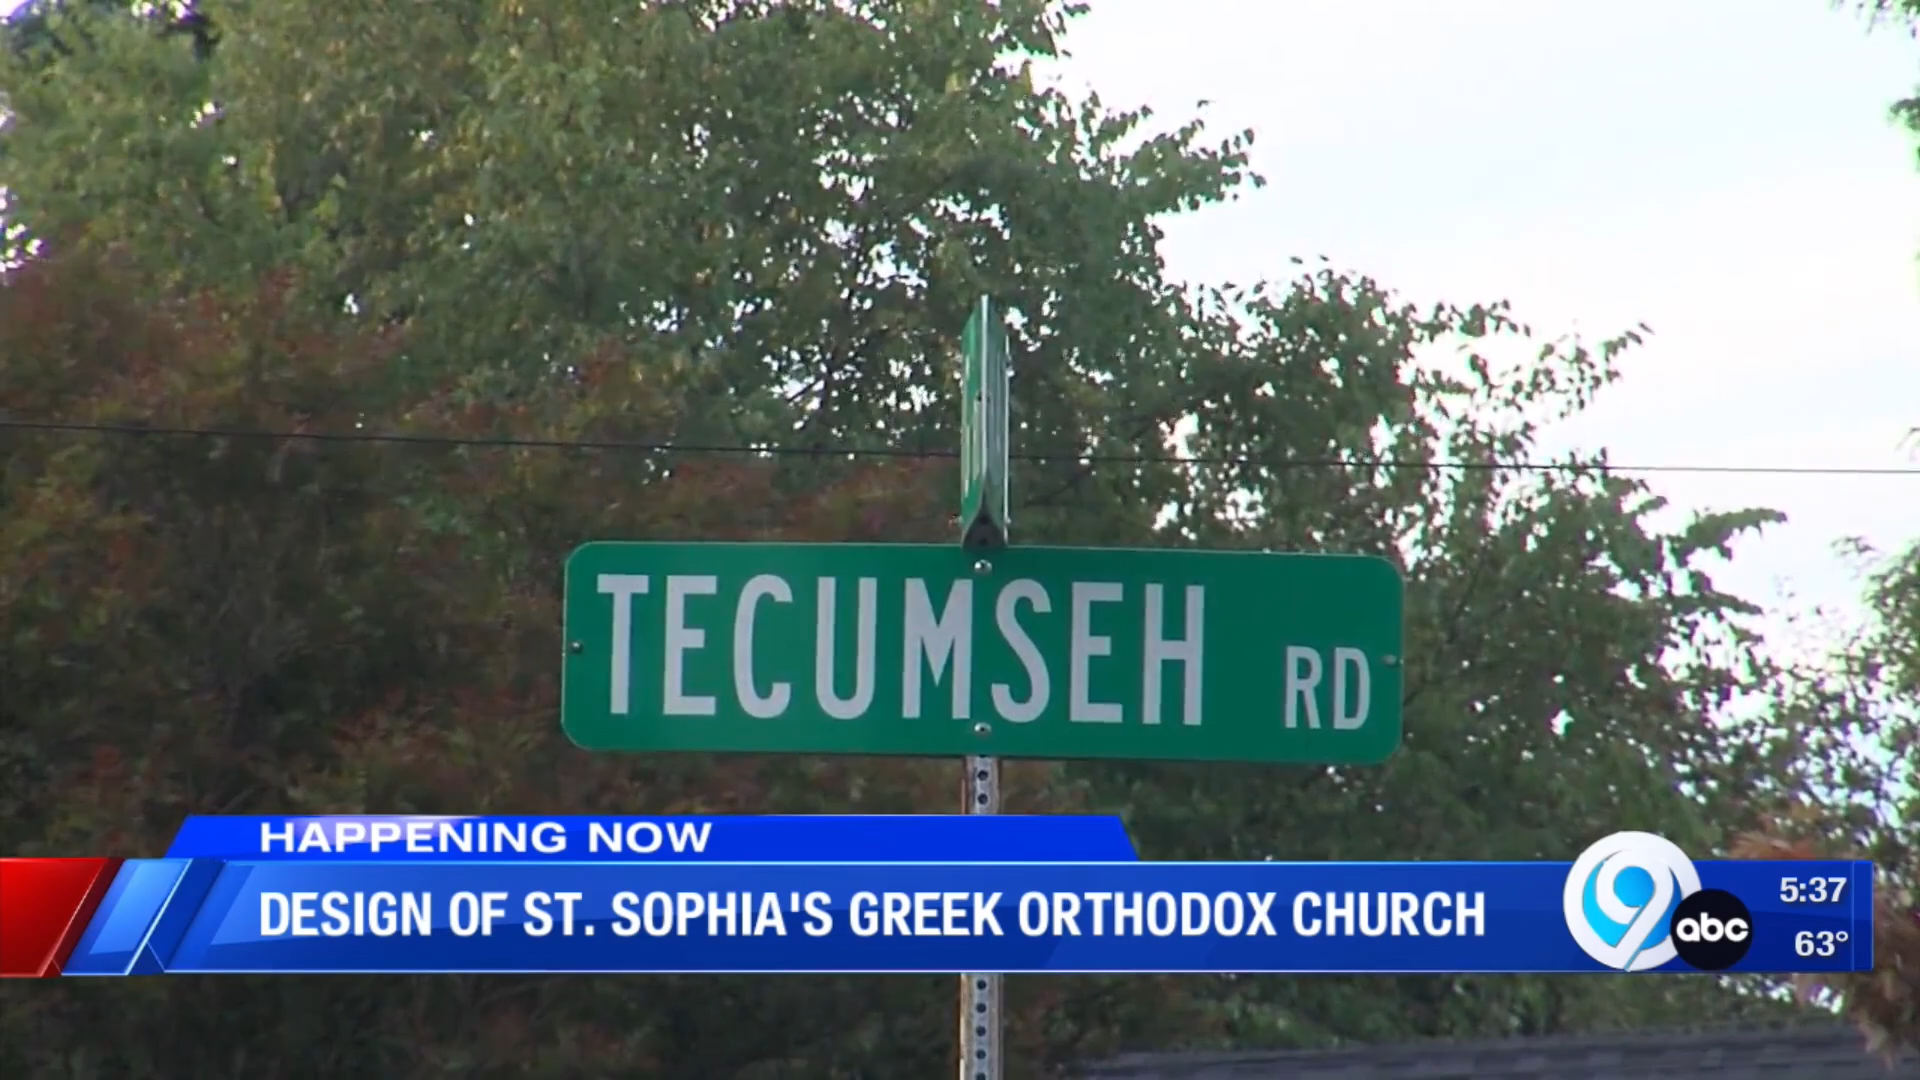 TECUMSEH RD
HAPPENING NOW
DESIGN OF ST. SOPHIA'S GREEK ORTHODOX CHURCH
9
abc
5:37
63°